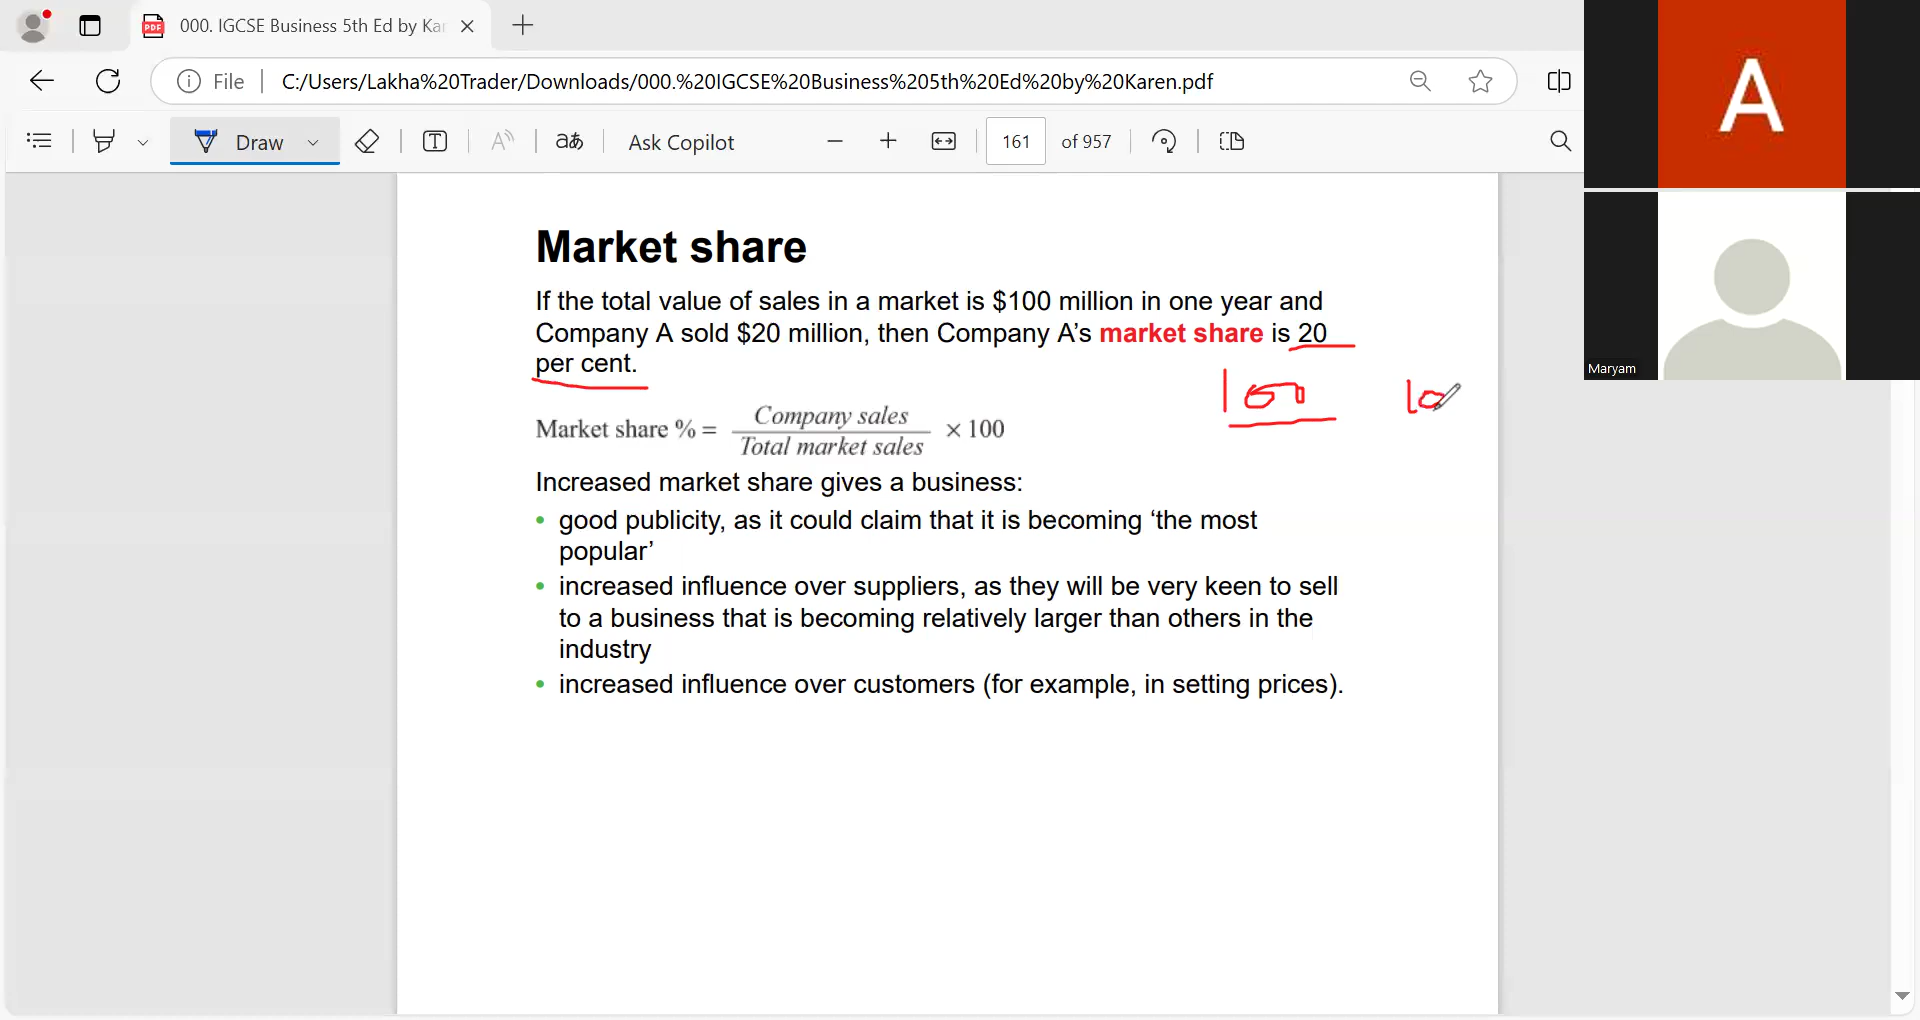 000. IGCSE Business 5th Ed by Kar
File
C:/Users/Lakha%20Trader/Downloads/000.%20IGCSE%20Business%205th%20Ed%20by%20Karen.pdf
Draw
Ask Copilot
161 of 957
A
Maryam
Market share
If the total value of sales in a market is $100 million in one year and
Company A sold $20 million, then Company A’s market share is 20
per cent.
100
10
Market share % = Company sales / Total market sales × 100
Increased market share gives a business:
• good publicity, as it could claim that it is becoming ‘the most
popular’
• increased influence over suppliers, as they will be very keen to sell
to a business that is becoming relatively larger than others in the
industry
• increased influence over customers (for example, in setting prices).